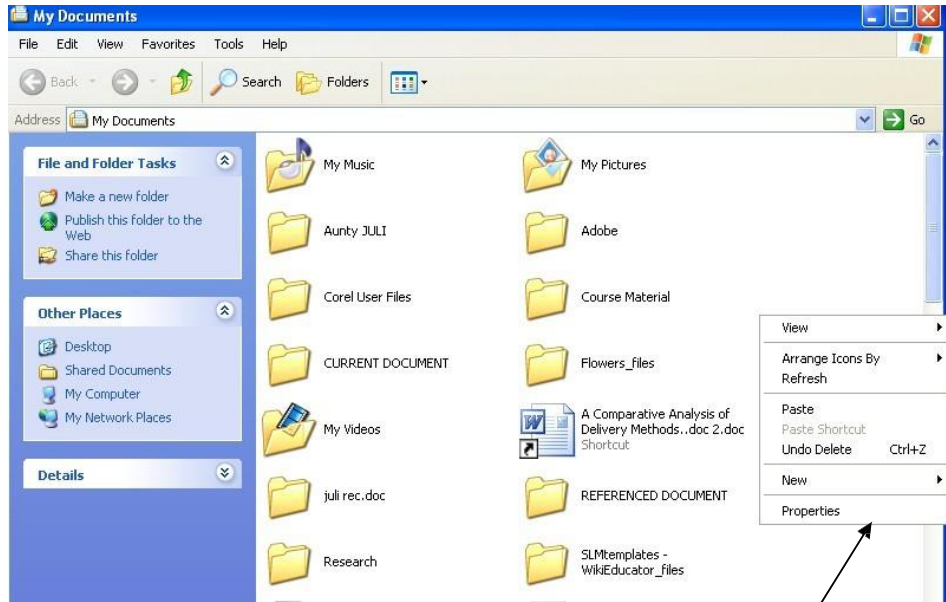 My Documents
File Edit View Favorites Tools Help
Back Search Folders
Address My Documents Go
File and Folder Tasks
Make a new folder
Publish this folder to the
Web
Share this folder
Other Places
Desktop
Shared Documents
My Computer
My Network Places
Details
My Music
My Pictures
Aunty JULI
Adobe
Corel User Files
Course Material
CURRENT DOCUMENT
Flowers_files
My Videos
A Comparative Analysis of
Delivery Methods..doc 2.doc
Shortcut
juli rec.doc
REFERENCED DOCUMENT
Research
SLMtemplates -
WikiEducator_files
View
Arrange Icons By
Refresh
Paste
Paste Shortcut
Undo Delete Ctrl+Z
New
Properties